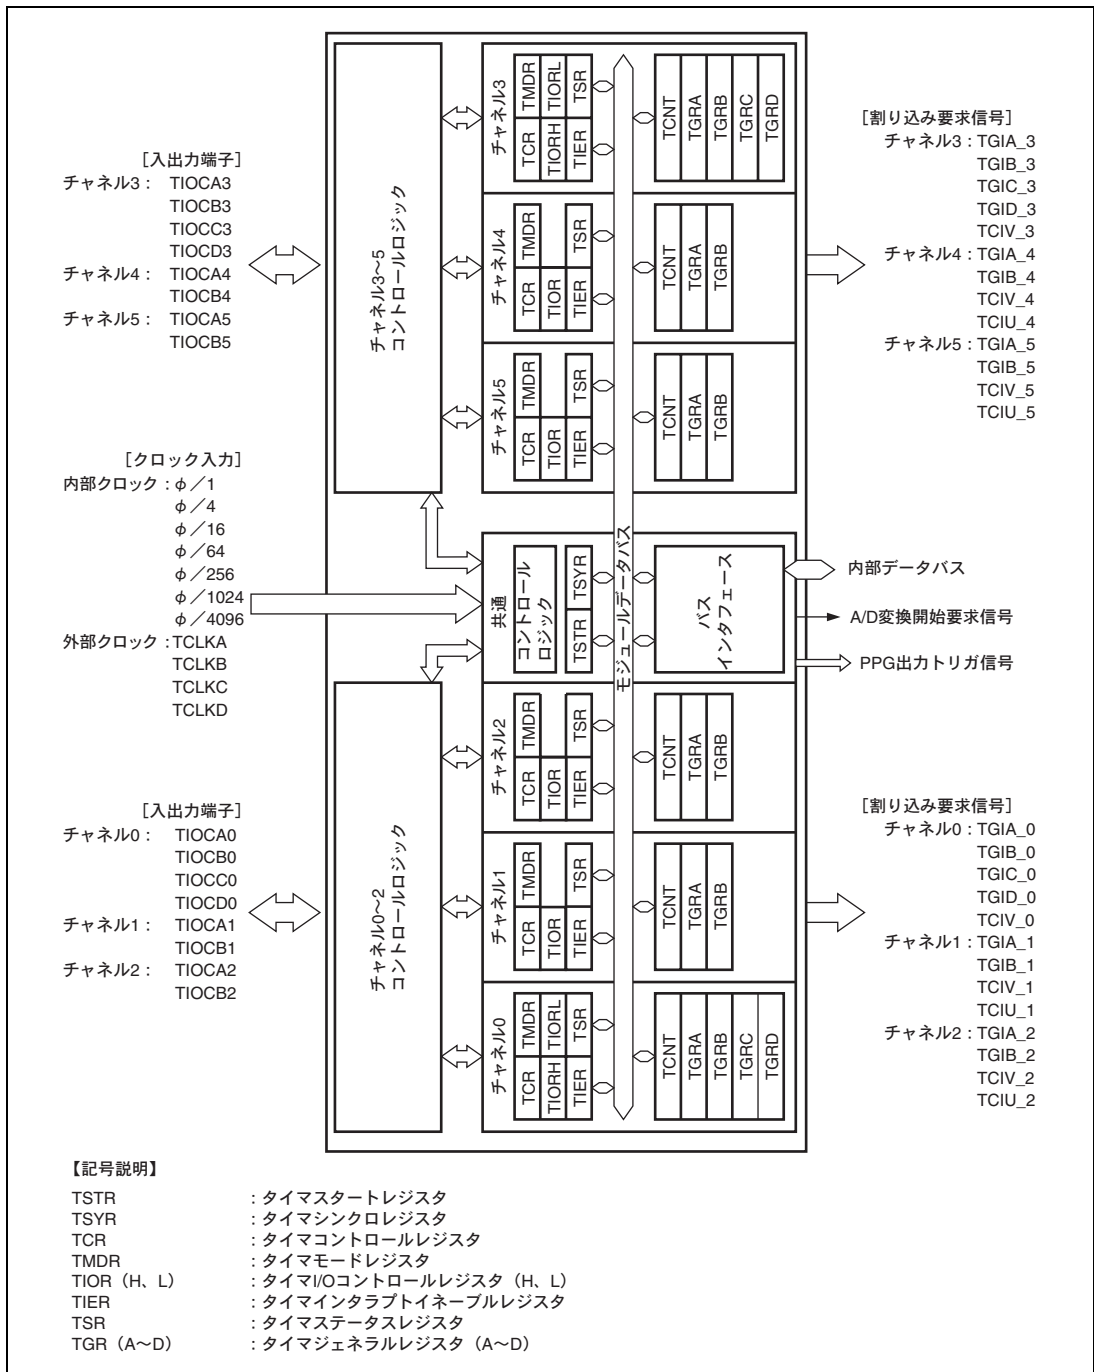 [入出力端子]
チャネル3： TIOCA3
TIOCB3
TIOCC3
TIOCD3
チャネル4： TIOCA4
TIOCB4
チャネル5： TIOCA5
TIOCB5
[クロック入力]
内部クロック：φ／1
φ／4
φ／16
φ／64
φ／256
φ／1024
φ／4096
外部クロック：TCLKA
TCLKB
TCLKC
TCLKD
[入出力端子]
チャネル0： TIOCA0
TIOCB0
TIOCC0
TIOCD0
チャネル1： TIOCA1
TIOCB1
チャネル2： TIOCA2
TIOCB2
チャネル3～5
コントロールロジック
チャネル0～2
コントロールロジック
チャネル3
TMDR
TIORL
TSR
TCR
TIORH
TIER
TCNT
TGRA
TGRB
TGRC
TGRD
チャネル4
TMDR
TSR
TCR
TIOR
TIER
TCNT
TGRA
TGRB
チャネル5
TMDR
TSR
TCR
TIOR
TIER
TCNT
TGRA
TGRB
共通
コントロール
ロジック
TSYR
TSTR
モジュールデータバス
バス
インタフェース
チャネル2
TMDR
TSR
TCR
TIOR
TIER
TCNT
TGRA
TGRB
チャネル1
TMDR
TSR
TCR
TIOR
TIER
TCNT
TGRA
TGRB
チャネル0
TMDR
TIORL
TSR
TCR
TIORH
TIER
TCNT
TGRA
TGRB
TGRC
TGRD
[割り込み要求信号]
チャネル3：TGIA_3
TGIB_3
TGIC_3
TGID_3
TCIV_3
チャネル4：TGIA_4
TGIB_4
TCIV_4
TCIU_4
チャネル5：TGIA_5
TGIB_5
TCIV_5
TCIU_5
内部データバス
A/D変換開始要求信号
PPG出力トリガ信号
[割り込み要求信号]
チャネル0：TGIA_0
TGIB_0
TGIC_0
TGID_0
TCIV_0
チャネル1：TGIA_1
TGIB_1
TCIV_1
TCIU_1
チャネル2：TGIA_2
TGIB_2
TCIV_2
TCIU_2
【記号説明】
TSTR ：タイマスタートレジスタ
TSYR ：タイマシンクロレジスタ
TCR ：タイマコントロールレジスタ
TMDR ：タイマモードレジスタ
TIOR（H、L） ：タイマI/Oコントロールレジスタ（H、L）
TIER ：タイマインタラプトイネーブルレジスタ
TSR ：タイマステータスレジスタ
TGR（A～D） ：タイマジェネラルレジスタ（A～D）